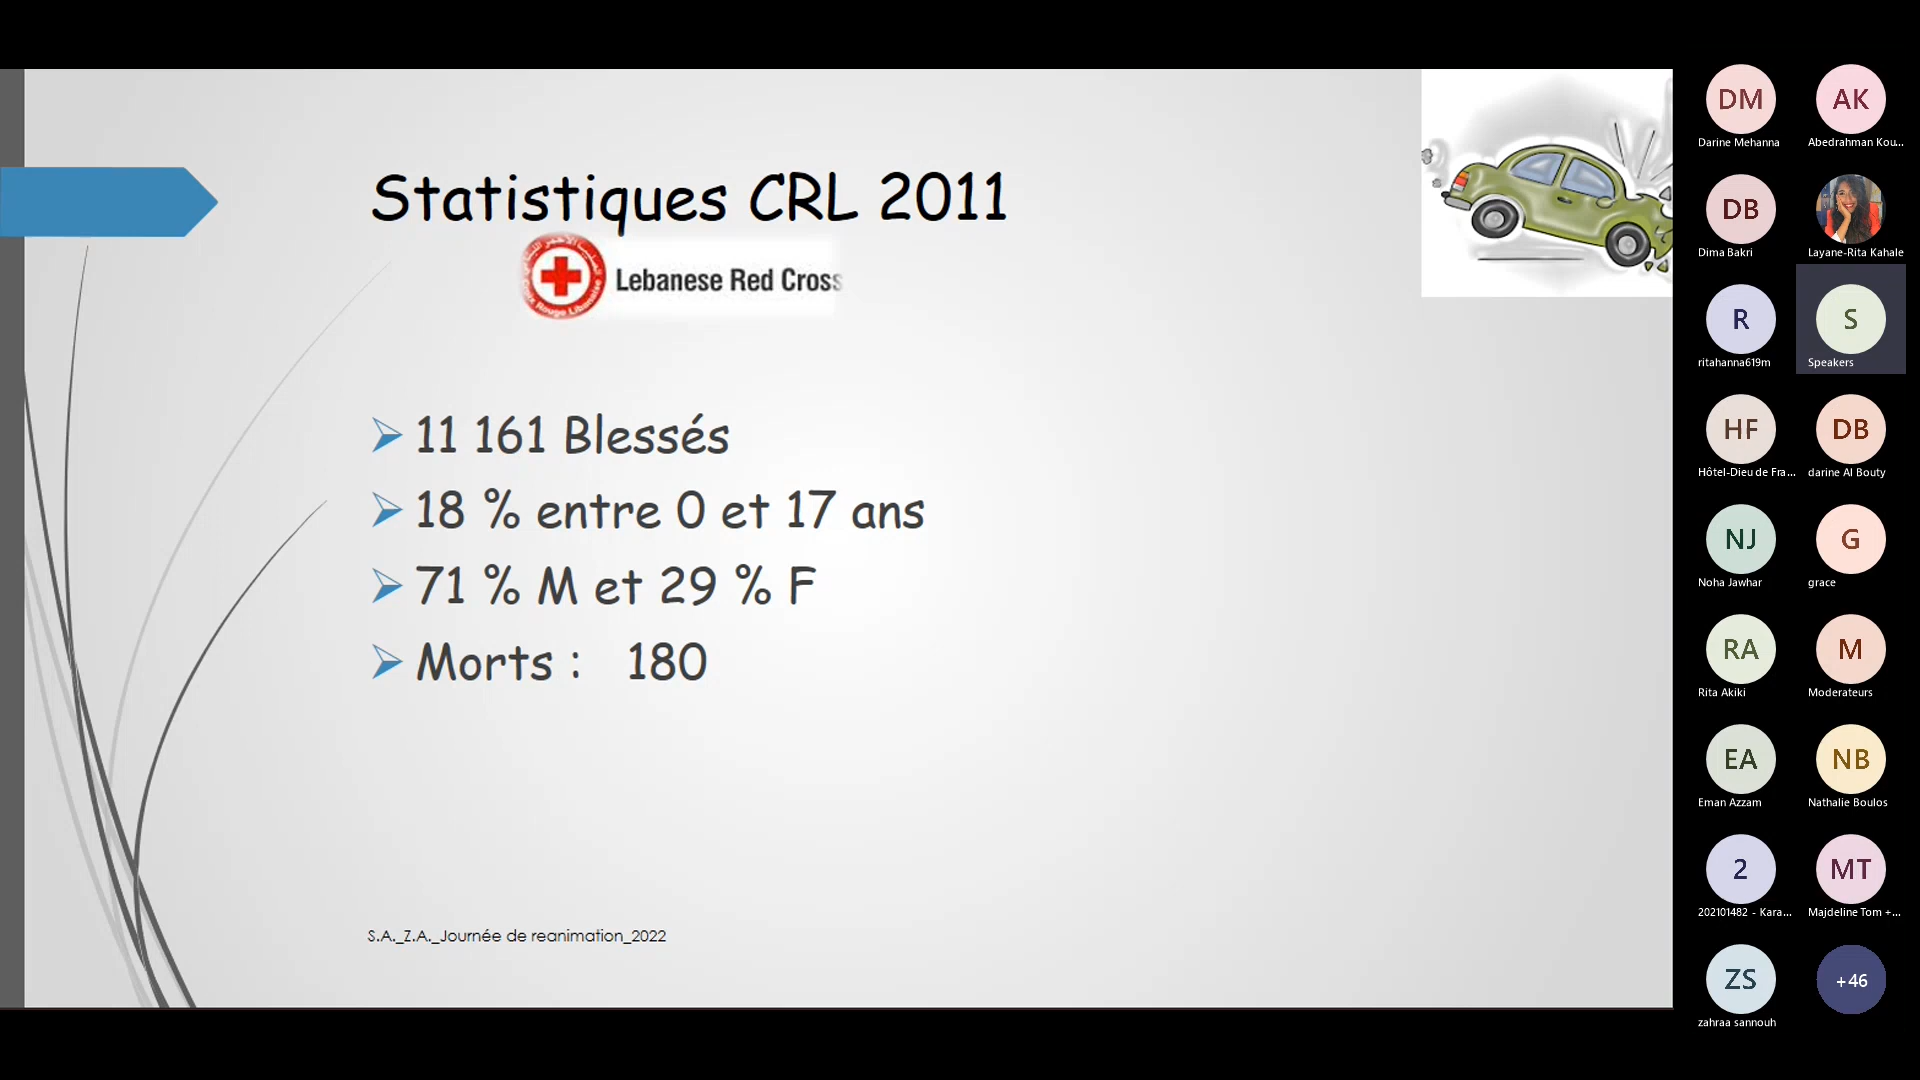 Statistiques CRL 2011
Lebanese Red Cross
11 161 Blessés
18 % entre 0 et 17 ans
71 % M et 29 % F
Morts : 180
S.A._Z.A._Journée de reanimation_2022
DM
Darine Mehanna
AK
Abedrahman Kou...
DB
Dima Bakri
Layane-Rita Kahale
R
ritahanna619m
S
Speakers
HF
Hôtel-Dieu de Fra...
DB
darine Al Bouty
NJ
Noha Jawhar
G
grace
RA
Rita Akiki
M
Moderateurs
EA
Eman Azzam
NB
Nathalie Boulos
2
202101482 - Kara...
MT
Majdeline Tom +...
ZS
zahraa sannouh
+46